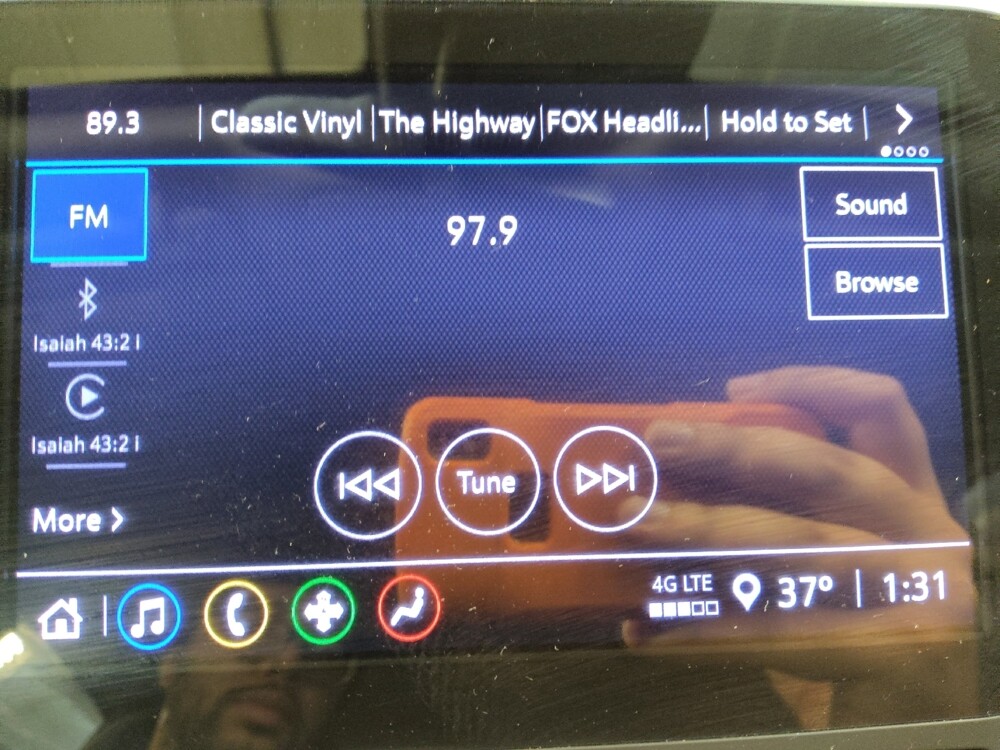 89.3 | Classic Vinyl | The Highway | FOX Headli... | Hold to Set |
FM
97.9
Sound
Browse
Isaiah 43:2 I
Isaiah 43:2 I
Tune
More >
4G LTE
37° | 1:31